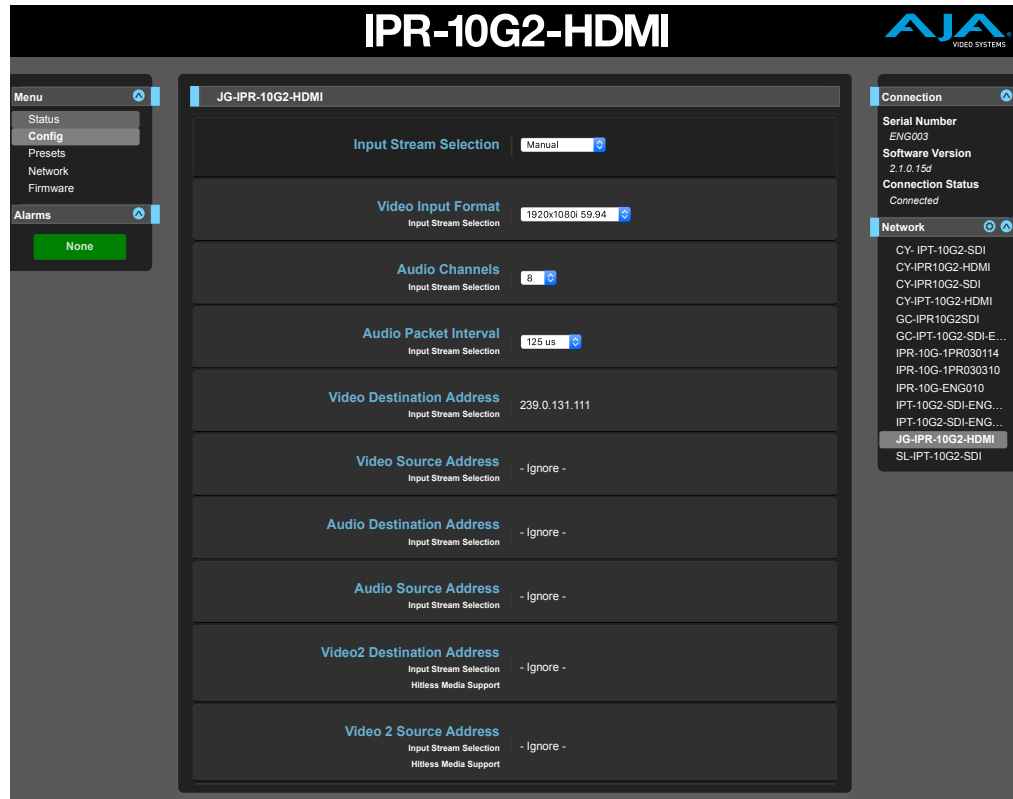 IPR-10G2-HDMI
AJA
VIDEO SYSTEMS
Menu
Status
Config
Presets
Network
Firmware
Alarms
None
JG-IPR-10G2-HDMI
Input Stream Selection
Manual
Video Input Format
Input Stream Selection
1920x1080i 59.94
Audio Channels
Input Stream Selection
8
Audio Packet Interval
Input Stream Selection
125 us
Video Destination Address
Input Stream Selection
239.0.131.111
Video Source Address
Input Stream Selection
- Ignore -
Audio Destination Address
Input Stream Selection
- Ignore -
Audio Source Address
Input Stream Selection
- Ignore -
Video2 Destination Address
Input Stream Selection
Hitless Media Support
- Ignore -
Video 2 Source Address
Input Stream Selection
Hitless Media Support
- Ignore -
Connection
Serial Number
ENG003
Software Version
2.1.0.15d
Connection Status
Connected
Network
CY- IPT-10G2-SDI
CY-IPR10G2-HDMI
CY-IPR10G2-SDI
CY-IPT-10G2-HDMI
GC-IPR10G2SDI
GC-IPT-10G2-SDI-E...
IPR-10G-1PR030114
IPR-10G-1PR030310
IPR-10G-ENG010
IPT-10G2-SDI-ENG...
IPT-10G2-SDI-ENG...
JG-IPR-10G2-HDMI
SL-IPT-10G2-SDI